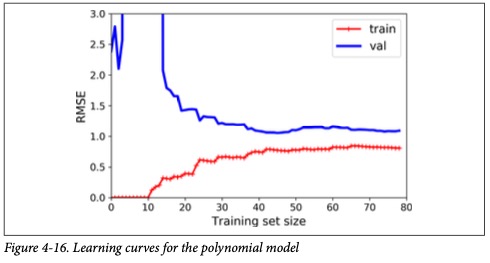 3.0
train
val
2.5
2.0
RMSE
1.5
1.0
0.5
0.0
0 10 20 30 40 50 60 70 80
Training set size
Figure 4-16. Learning curves for the polynomial model